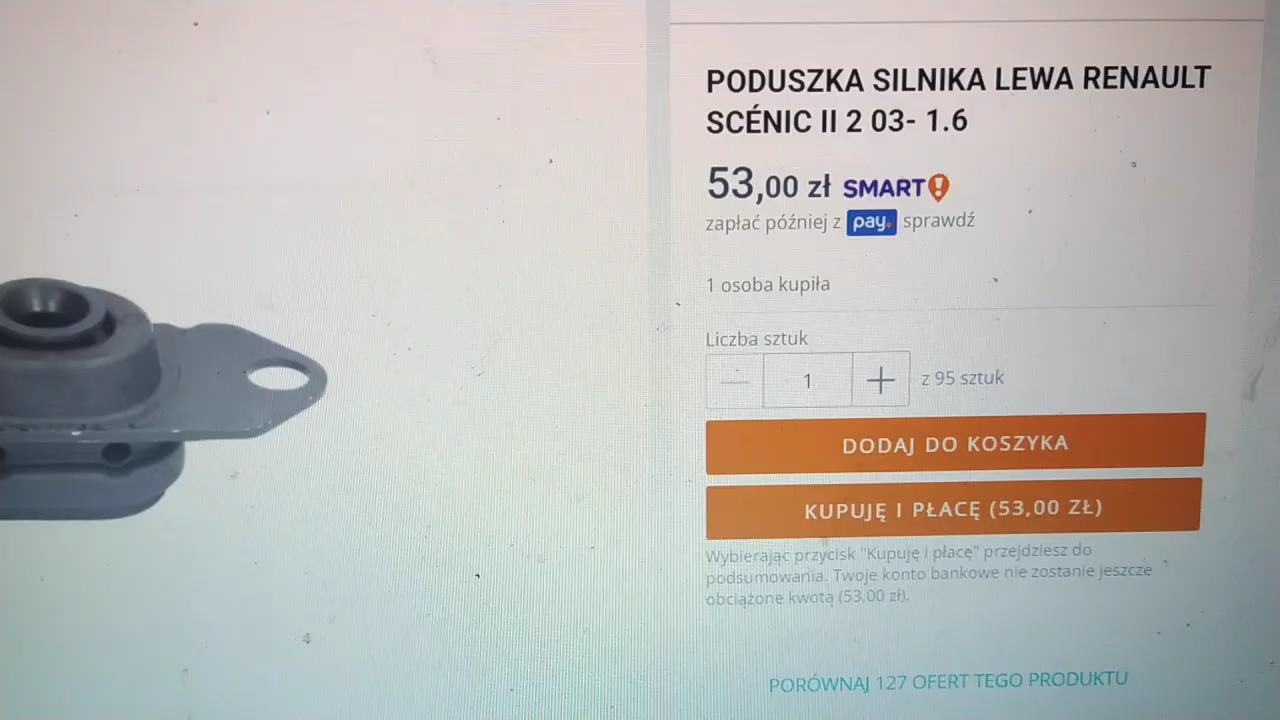 PODUSZKA SILNIKA LEWA RENAULT
SCÉNIC II 2 03- 1.6
53,00 zł SMART!
zapłać później z pay. sprawdź
1 osoba kupiła
Liczba sztuk
— 1 + z 95 sztuk
DODAJ DO KOSZYKA
KUPUJĘ I PŁACĘ (53,00 ZŁ)
Wybierając przycisk "Kupuję i płacę" przejdziesz do
podsumowania. Twoje konto bankowe nie zostanie jeszcze
obciążone kwotą (53,00 zł).
PORÓWNAJ 127 OFERT TEGO PRODUKTU